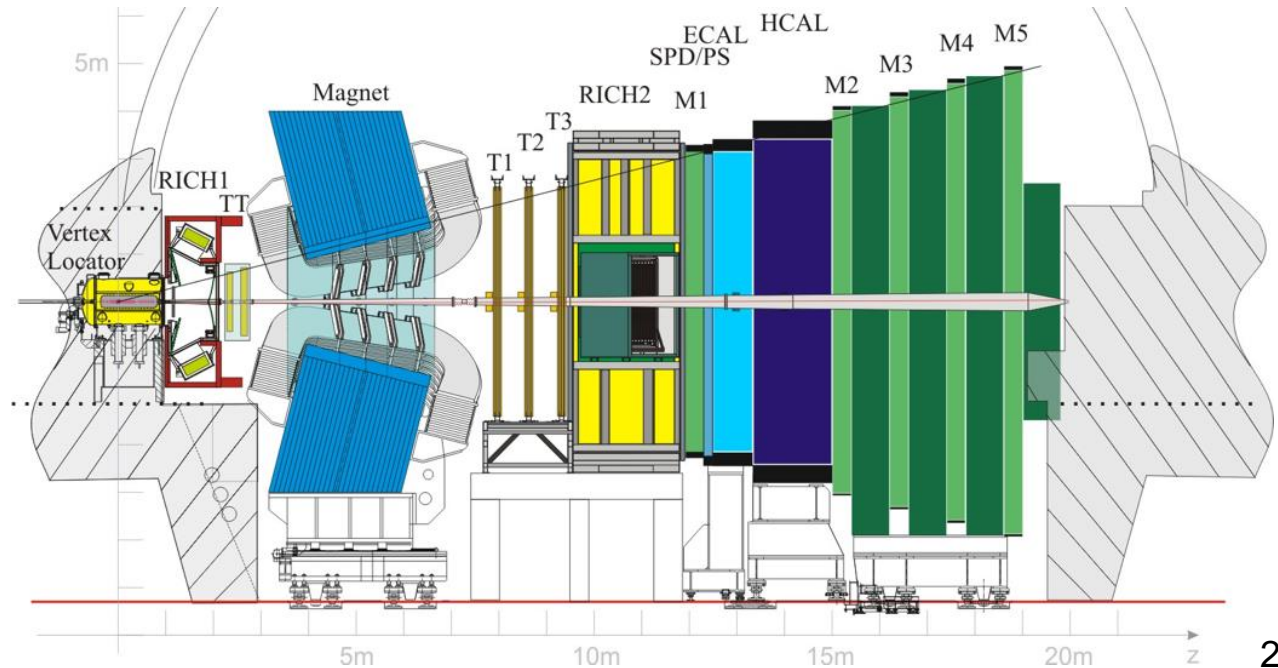 5m
Vertex
Locator
RICH1
TT
Magnet
T1
T2
T3
RICH2
M1
SPD/PS
ECAL
HCAL
M2
M3
M4
M5
5m
10m
15m
20m
z
2